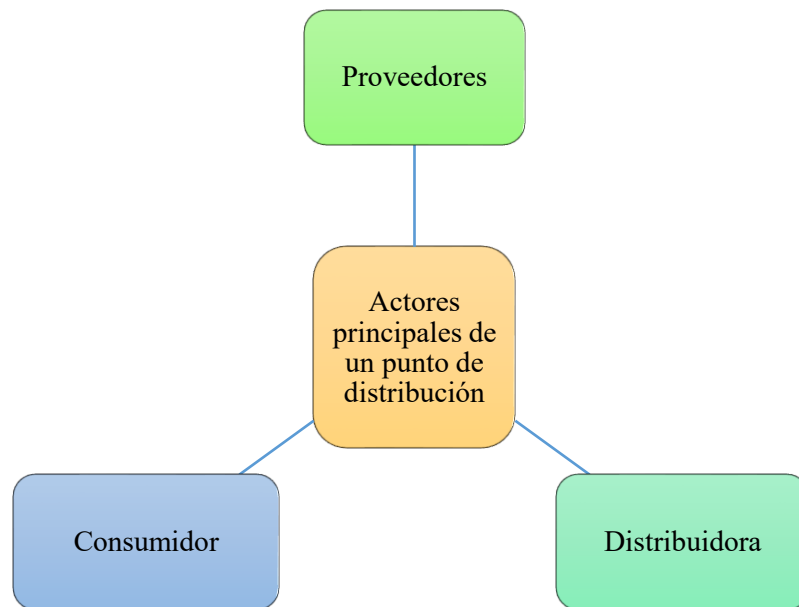 Proveedores
Actores
principales de
un punto de
distribución
Consumidor
Distribuidora